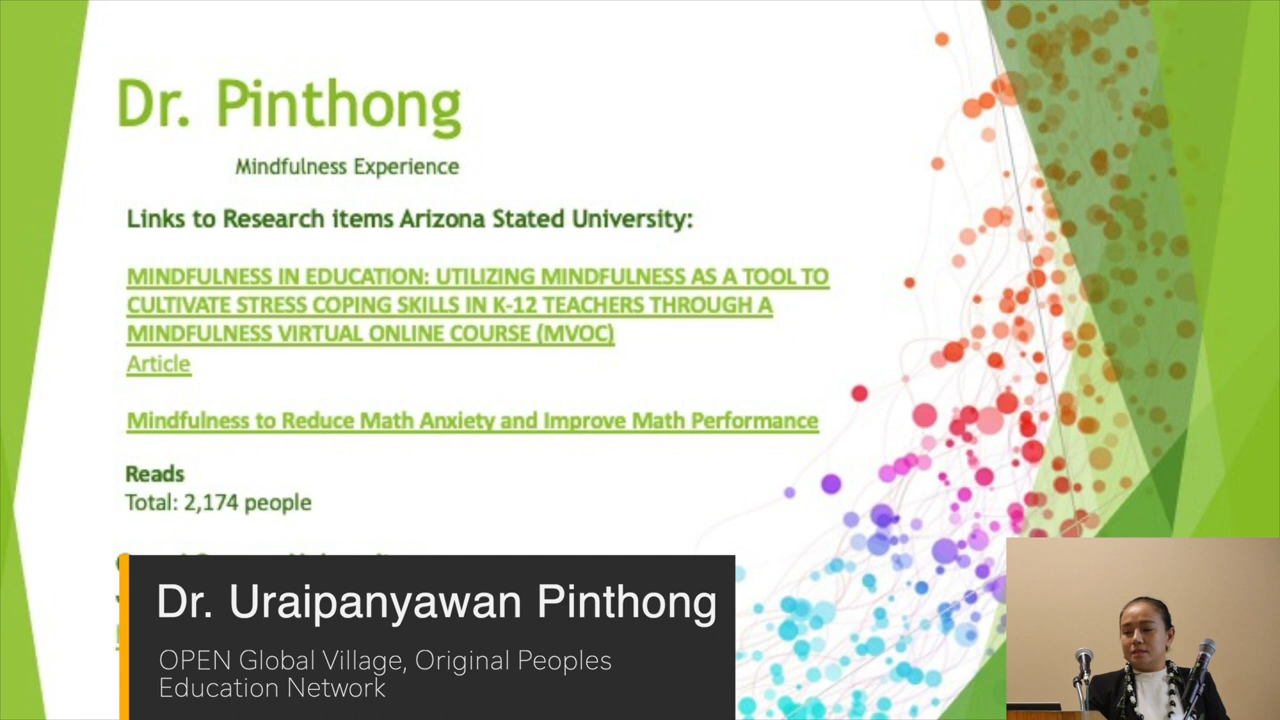 Dr. Pinthong
Mindfulness Experience
Links to Research items Arizona Stated University:
MINDFULNESS IN EDUCATION: UTILIZING MINDFULNESS AS A TOOL TO
CULTIVATE STRESS COPING SKILLS IN K-12 TEACHERS THROUGH A
MINDFULNESS VIRTUAL ONLINE COURSE (MVOC)
Article
Mindfulness to Reduce Math Anxiety and Improve Math Performance
Reads
Total: 2,174 people
Dr. Uraipanyawan Pinthong
OPEN Global Village, Original Peoples
Education Network